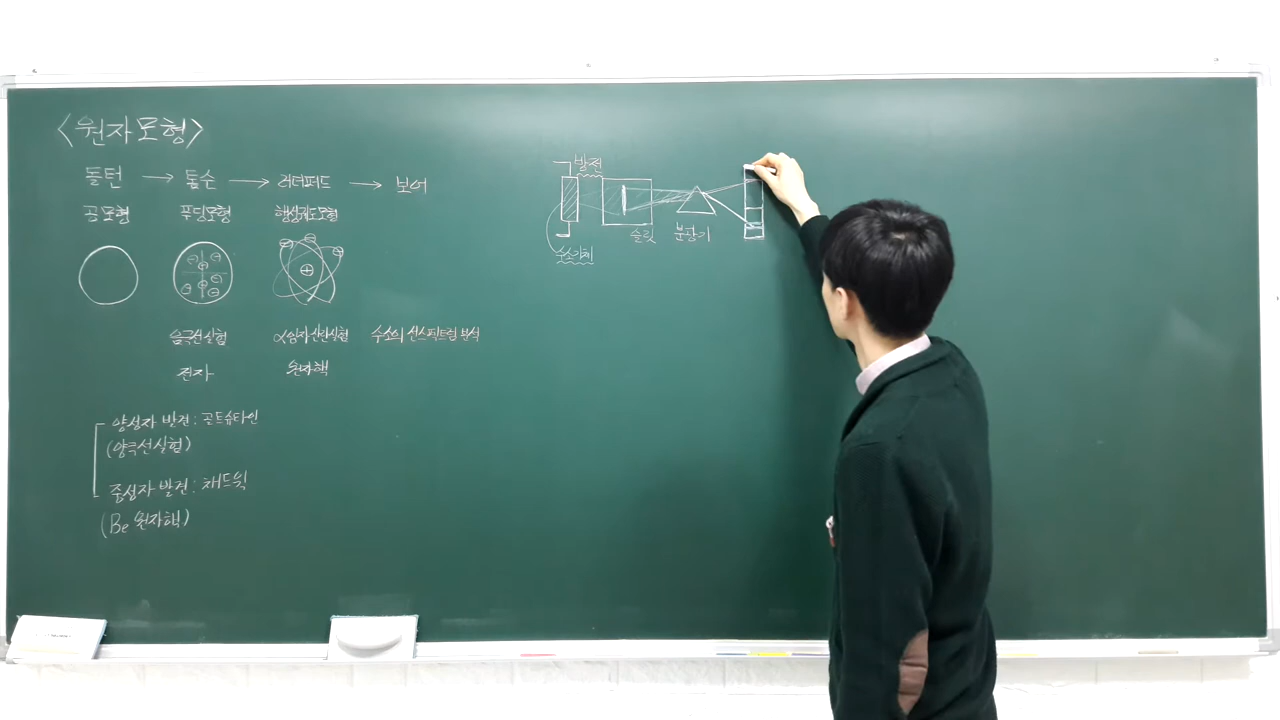 <원자모형>
돌턴 → 톰슨 → 러더퍼드 → 보어
공모형 푸딩모형 행성궤도모형
음극선실험 α입자산란실험 수소의 선스펙트럼 분석
전자 원자핵
양성자 발견 : 골트슈타인
(양극선실험)
중성자 발견 : 채드윅
(Be 원자핵)
방전
슬릿 분광기
수소기체